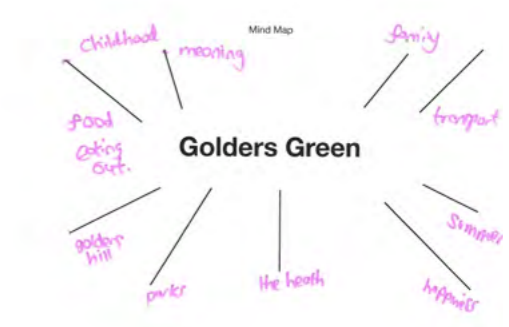 Mind Map
Childhood
meaning
family
food
eating
out.
transport
Golders Green
golders
hill
parks
the heath
happiness
Summer